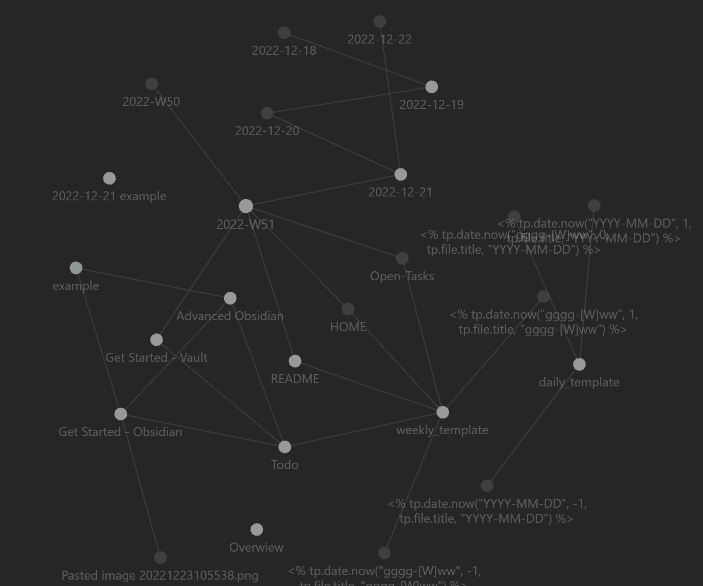 2022-12-22
2022-12-18
2022-W50
2022-12-19
2022-12-20
2022-12-21
2022-12-21 example
2022-W51
<% tp.date.now("YYYY-MM-DD", 1,
tp.file.title, "YYYY-MM-DD") %>
<% tp.date.now("gggg-[W]ww", 0,
tp.file.title, "YYYY-MM-DD") %>
Open-Tasks
example
Advanced Obsidian
<% tp.date.now("gggg-[W]ww", 1,
tp.file.title, "gggg-[W]ww") %>
HOME
Get Started - Vault
README
daily_template
Get Started - Obsidian
weekly_template
Todo
<% tp.date.now("YYYY-MM-DD", -1,
tp.file.title, "YYYY-MM-DD") %>
Overwiew
Pasted image 20221223105538.png
<% tp.date.now("gggg-[W]ww", -1,
tp.file.title, "gggg-[W]ww") %>